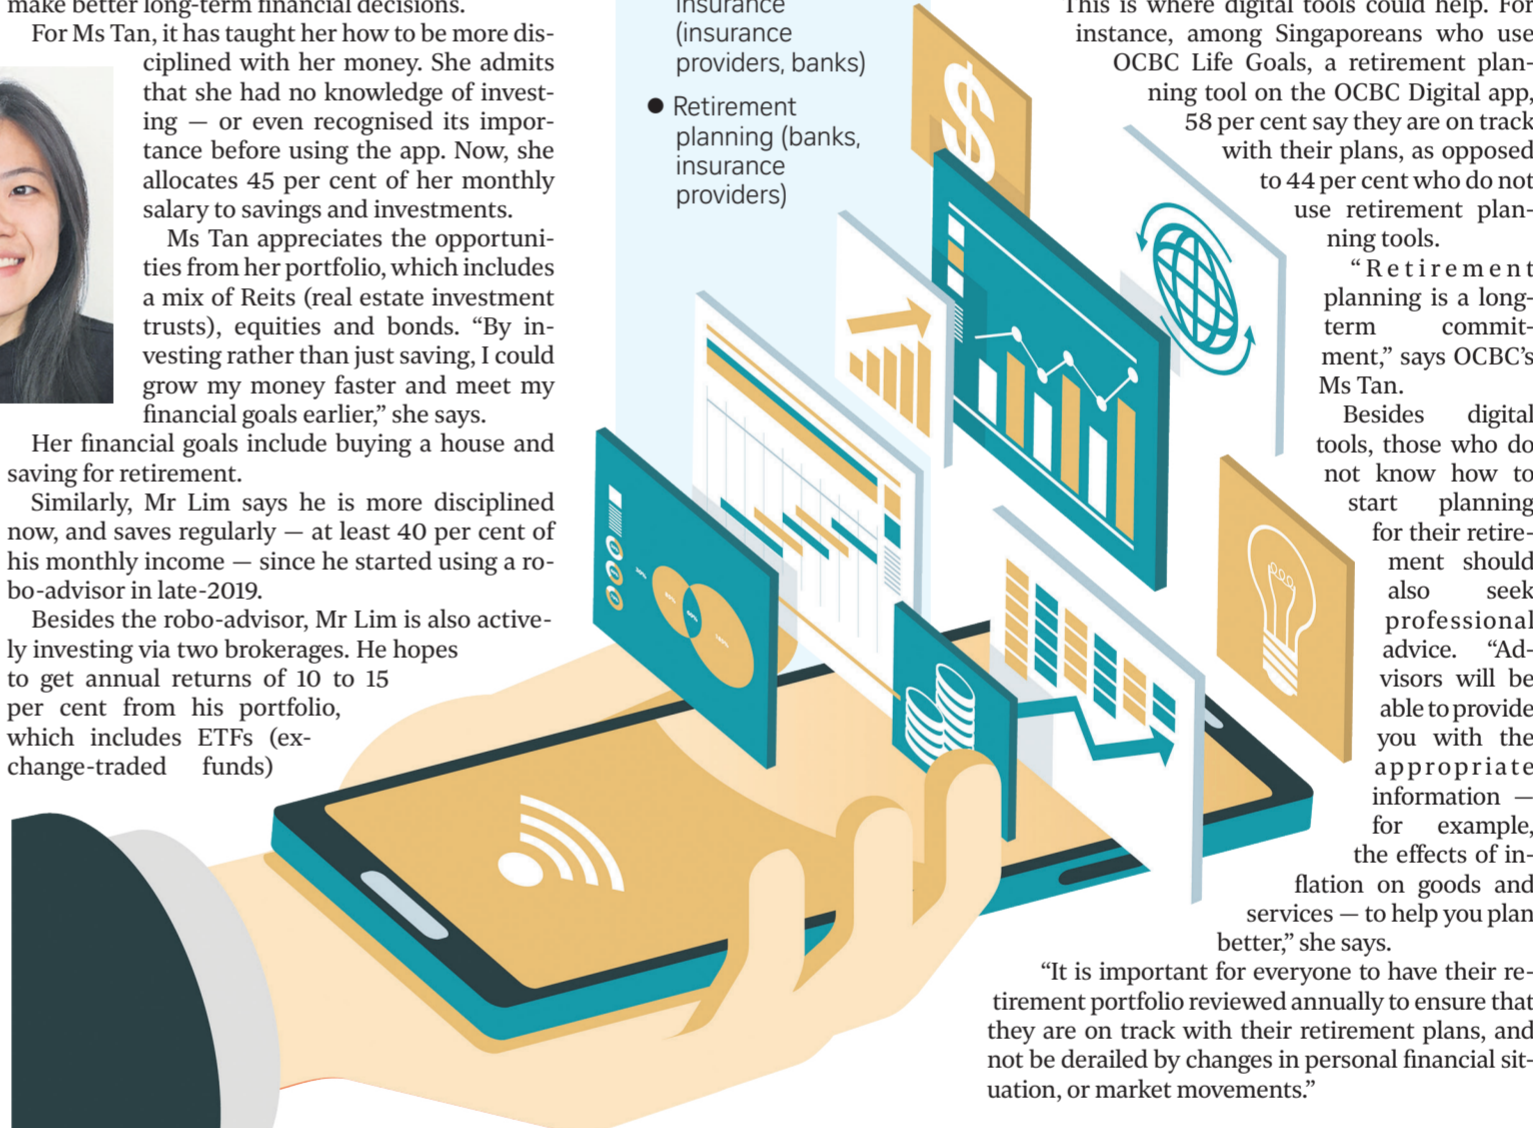 make better long-term financial decisions.
For Ms Tan, it has taught her how to be more dis-
ciplined with her money. She admits
that she had no knowledge of invest-
ing — or even recognised its impor-
tance before using the app. Now, she
allocates 45 per cent of her monthly
salary to savings and investments.
Ms Tan appreciates the opportuni-
ties from her portfolio, which includes
a mix of Reits (real estate investment
trusts), equities and bonds. “By in-
vesting rather than just saving, I could
grow my money faster and meet my
financial goals earlier,” she says.
Her financial goals include buying a house and
saving for retirement.
Similarly, Mr Lim says he is more disciplined
now, and saves regularly — at least 40 per cent of
his monthly income — since he started using a ro-
bo-advisor in late-2019.
Besides the robo-advisor, Mr Lim is also active-
ly investing via two brokerages. He hopes
to get annual returns of 10 to 15
per cent from his portfolio,
which includes ETFs (ex-
change-traded funds)
insurance
(insurance
providers, banks)
● Retirement
planning (banks,
insurance
providers)
$
This is where digital tools could help. For
instance, among Singaporeans who use
OCBC Life Goals, a retirement plan-
ning tool on the OCBC Digital app,
58 per cent say they are on track
with their plans, as opposed
to 44 per cent who do not
use retirement plan-
ning tools.
“Retirement
planning is a long-
term commit-
ment,” says OCBC’s
Ms Tan.
Besides digital
tools, those who do
not know how to
start planning
for their retire-
ment should
also seek
professional
advice. “Ad-
visors will be
able to provide
you with the
appropriate
information —
for example,
the effects of in-
flation on goods and
services — to help you plan
better,” she says.
“It is important for everyone to have their re-
tirement portfolio reviewed annually to ensure that
they are on track with their retirement plans, and
not be derailed by changes in personal financial sit-
uation, or market movements.”